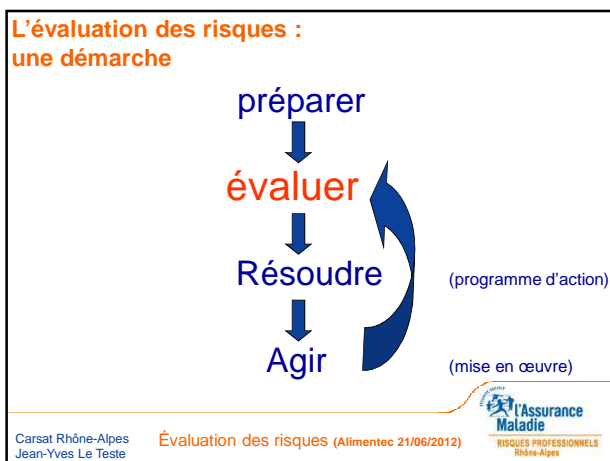 L'évaluation des risques :
une démarche
préparer
évaluer
Résoudre (programme d'action)
Agir (mise en œuvre)
l'Assurance
Maladie
RISQUES PROFESSIONNELS
Rhône-Alpes
Carsat Rhône-Alpes
Jean-Yves Le Teste
Évaluation des risques (Alimentec 21/06/2012)